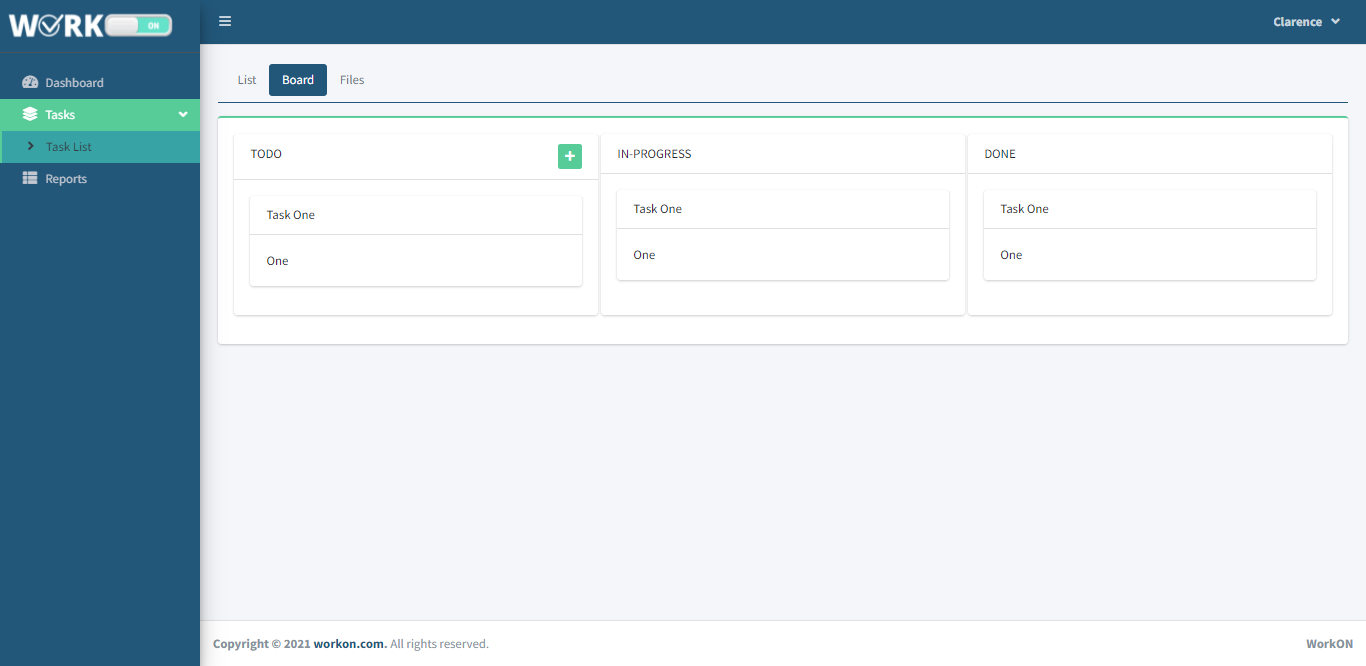 WORK ON
Clarence
Dashboard
Tasks
Task List
Reports
List
Board
Files
TODO
Task One
One
IN-PROGRESS
Task One
One
DONE
Task One
One
Copyright © 2021 workon.com. All rights reserved.
WorkON